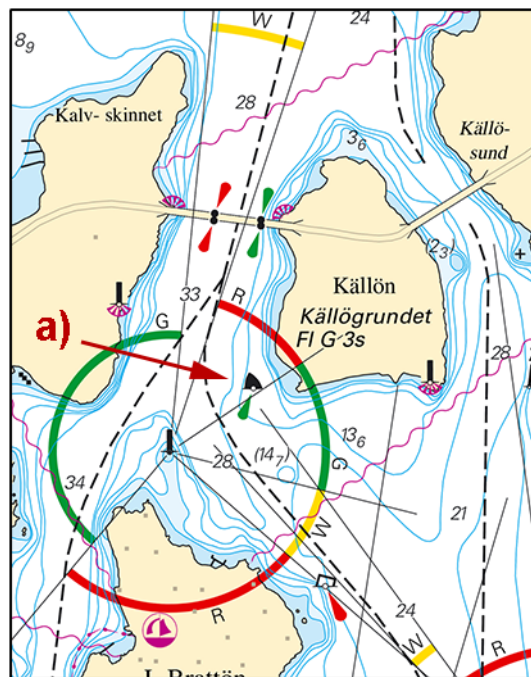 8₉
24
W
28
Kalv- skinnet
3₆
Källö-
sund
(2₃)
33
R
Källön
Källögrundet
Fl G 3s
G
a)
28
13₆
(14₇)
28
G
34
21
W
24
W
R
R
I. Brattön